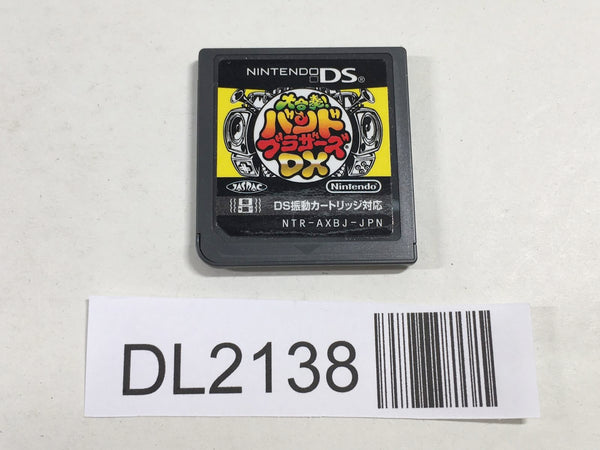 NINTENDO DS®
大合奏!
バンド
ブラザーズ
DX
JASRAC
Nintendo
DS振動カートリッジ対応
NTR-AXBJ-JPN
DL2138